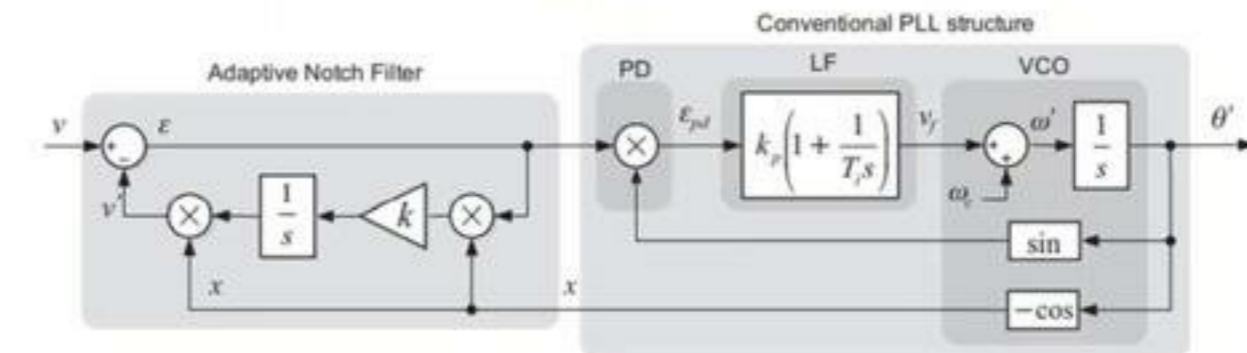 Conventional PLL structure
Adaptive Notch Filter
PD
LF
VCO
v
ε
ε_pd
k_p(1 + 1/(T_i s))
v_f
ω'
1/s
θ'
v'
1/s
k
ω_c
sin
x
x
-cos